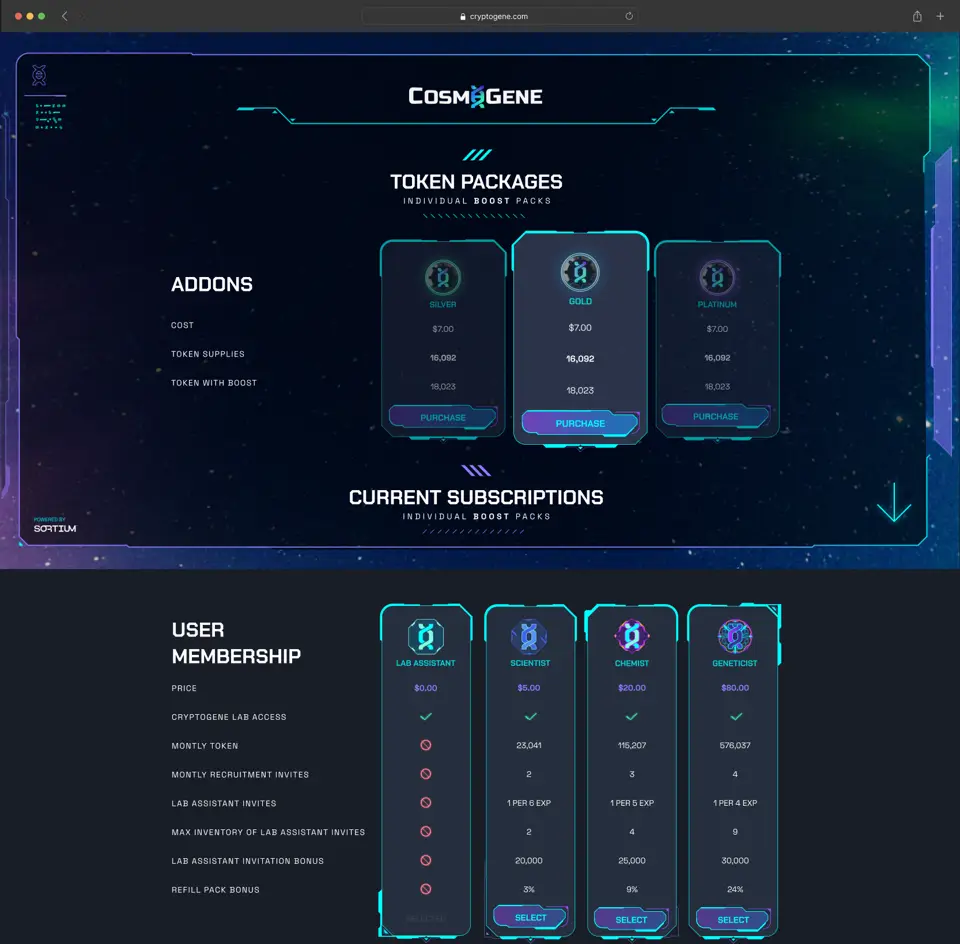 cryptogene.com
COSMOGENE
TOKEN PACKAGES
INDIVIDUAL BOOST PACKS
ADDONS
SILVER GOLD PLATINUM
COST $7.00 $7.00 $7.00
TOKEN SUPPLIES 16,092 16,092 16,092
TOKEN WITH BOOST 18,023 18,023 18,023
PURCHASE PURCHASE PURCHASE
CURRENT SUBSCRIPTIONS
INDIVIDUAL BOOST PACKS
POWERED BY
SORTIUM
USER
MEMBERSHIP
LAB ASSISTANT SCIENTIST CHEMIST GENETICIST
PRICE $0.00 $5.00 $20.00 $80.00
CRYPTOGENE LAB ACCESS
MONTLY TOKEN 23,041 115,207 576,037
MONTLY RECRUITMENT INVITES 2 3 4
LAB ASSISTANT INVITES 1 PER 6 EXP 1 PER 5 EXP 1 PER 4 EXP
MAX INVENTORY OF LAB ASSISTANT INVITES 2 4 9
LAB ASSISTANT INVITATION BONUS 20,000 25,000 30,000
REFILL PACK BONUS 3% 9% 24%
SELECTED SELECT SELECT SELECT